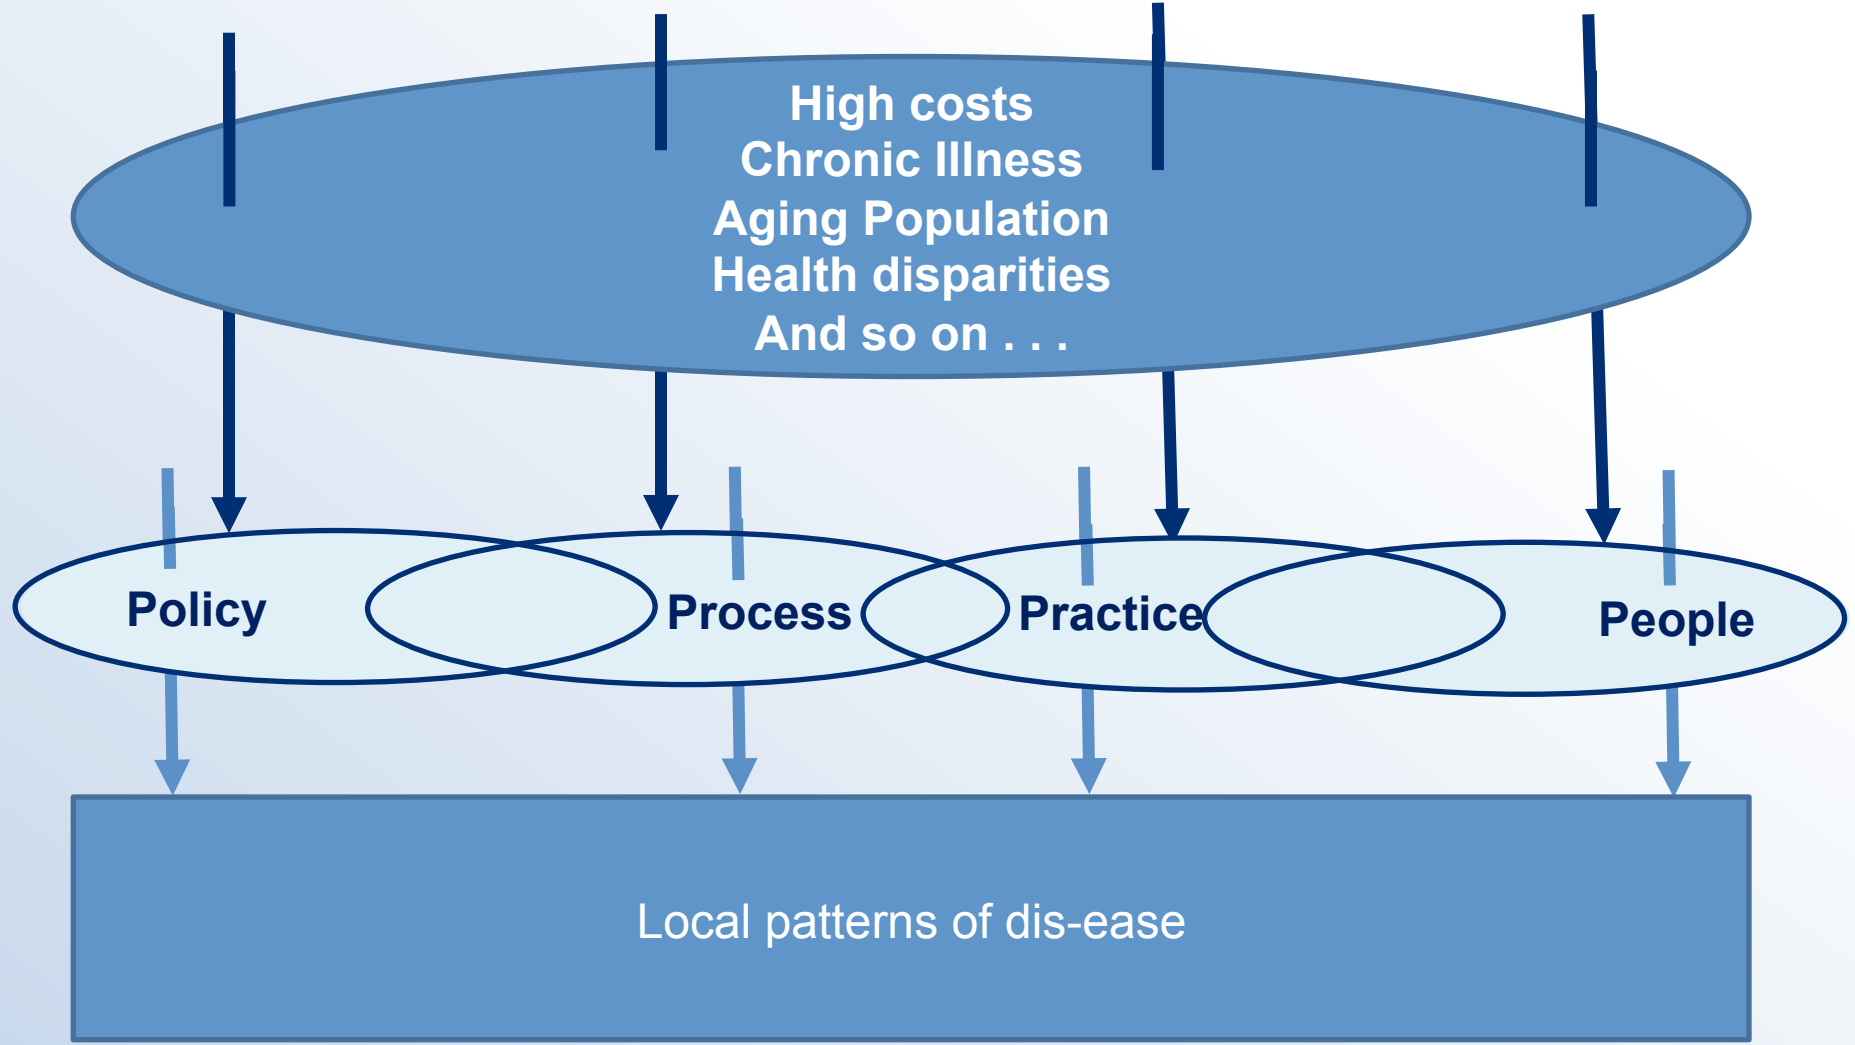 High costs
Chronic Illness
Aging Population
Health disparities
And so on . . .
Policy
Process
Practice
People
Local patterns of dis-ease